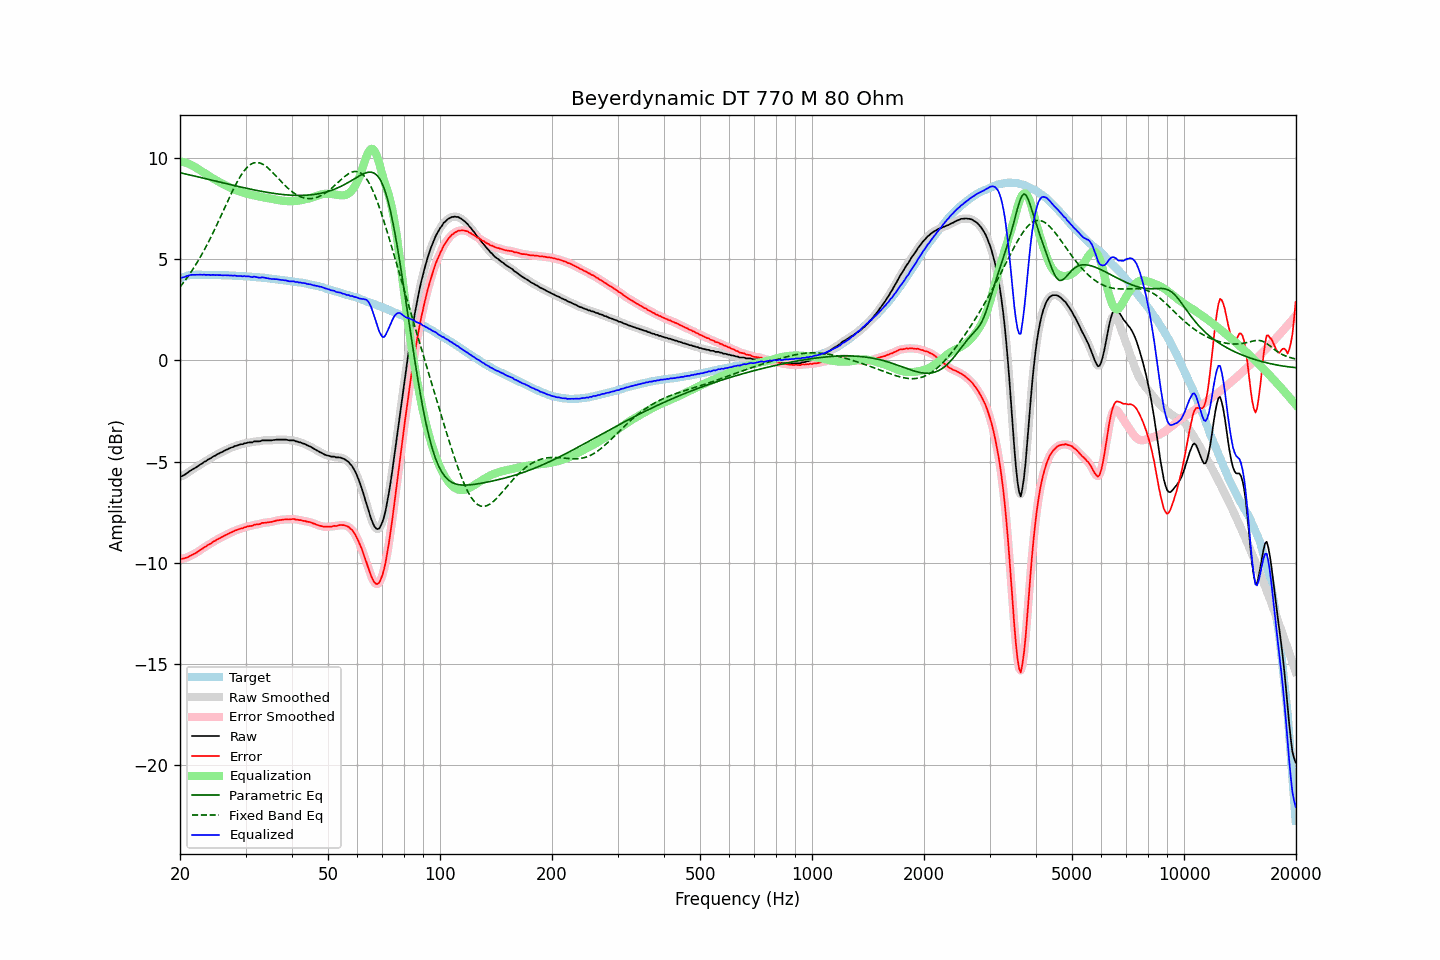 Beyerdynamic DT 770 M 80 Ohm
Amplitude (dBr)
10
5
0
−5
−10
−15
−20
Target
Raw Smoothed
Error Smoothed
Raw
Error
Equalization
Parametric Eq
Fixed Band Eq
Equalized
20 50 100 200 500 1000 2000 5000 10000 20000
Frequency (Hz)